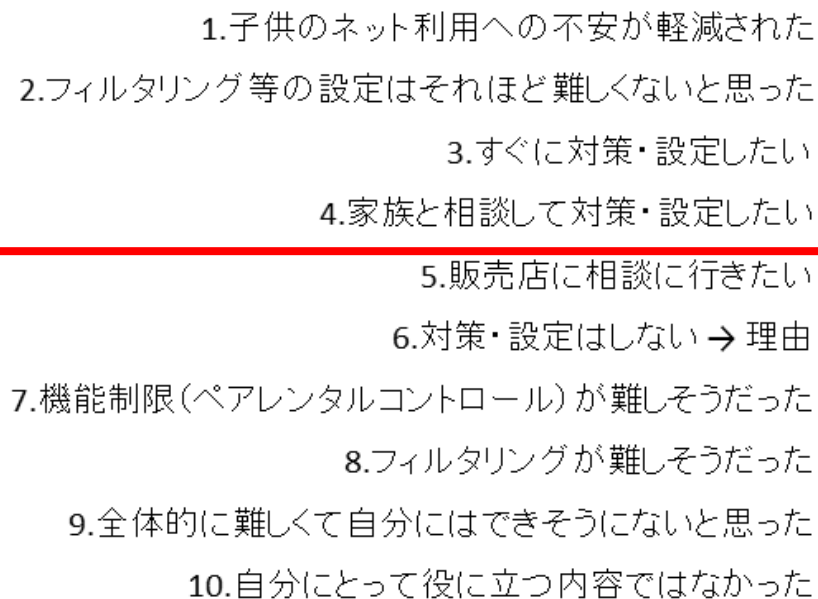 1.子供のネット利用への不安が軽減された
2.フィルタリング等の設定はそれほど難しくないと思った
3.すぐに対策・設定したい
4.家族と相談して対策・設定したい
5.販売店に相談に行きたい
6.対策・設定はしない→理由
7.機能制限(ペアレンタルコントロール)が難しそうだった
8.フィルタリングが難しそうだった
9.全体的に難しくて自分にはできそうにないと思った
10.自分にとって役に立つ内容ではなかった